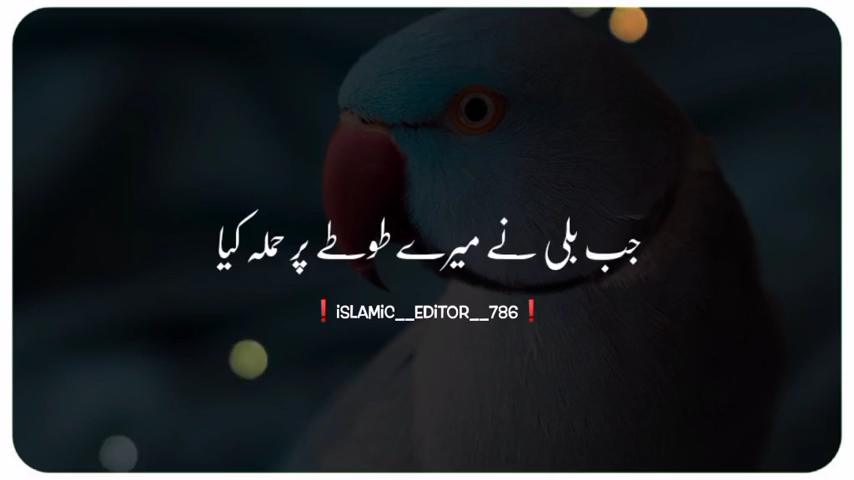 جب بلی نے میرے طوطے پر حملہ کیا
❗iSLAMiC__EDiTOR__786❗